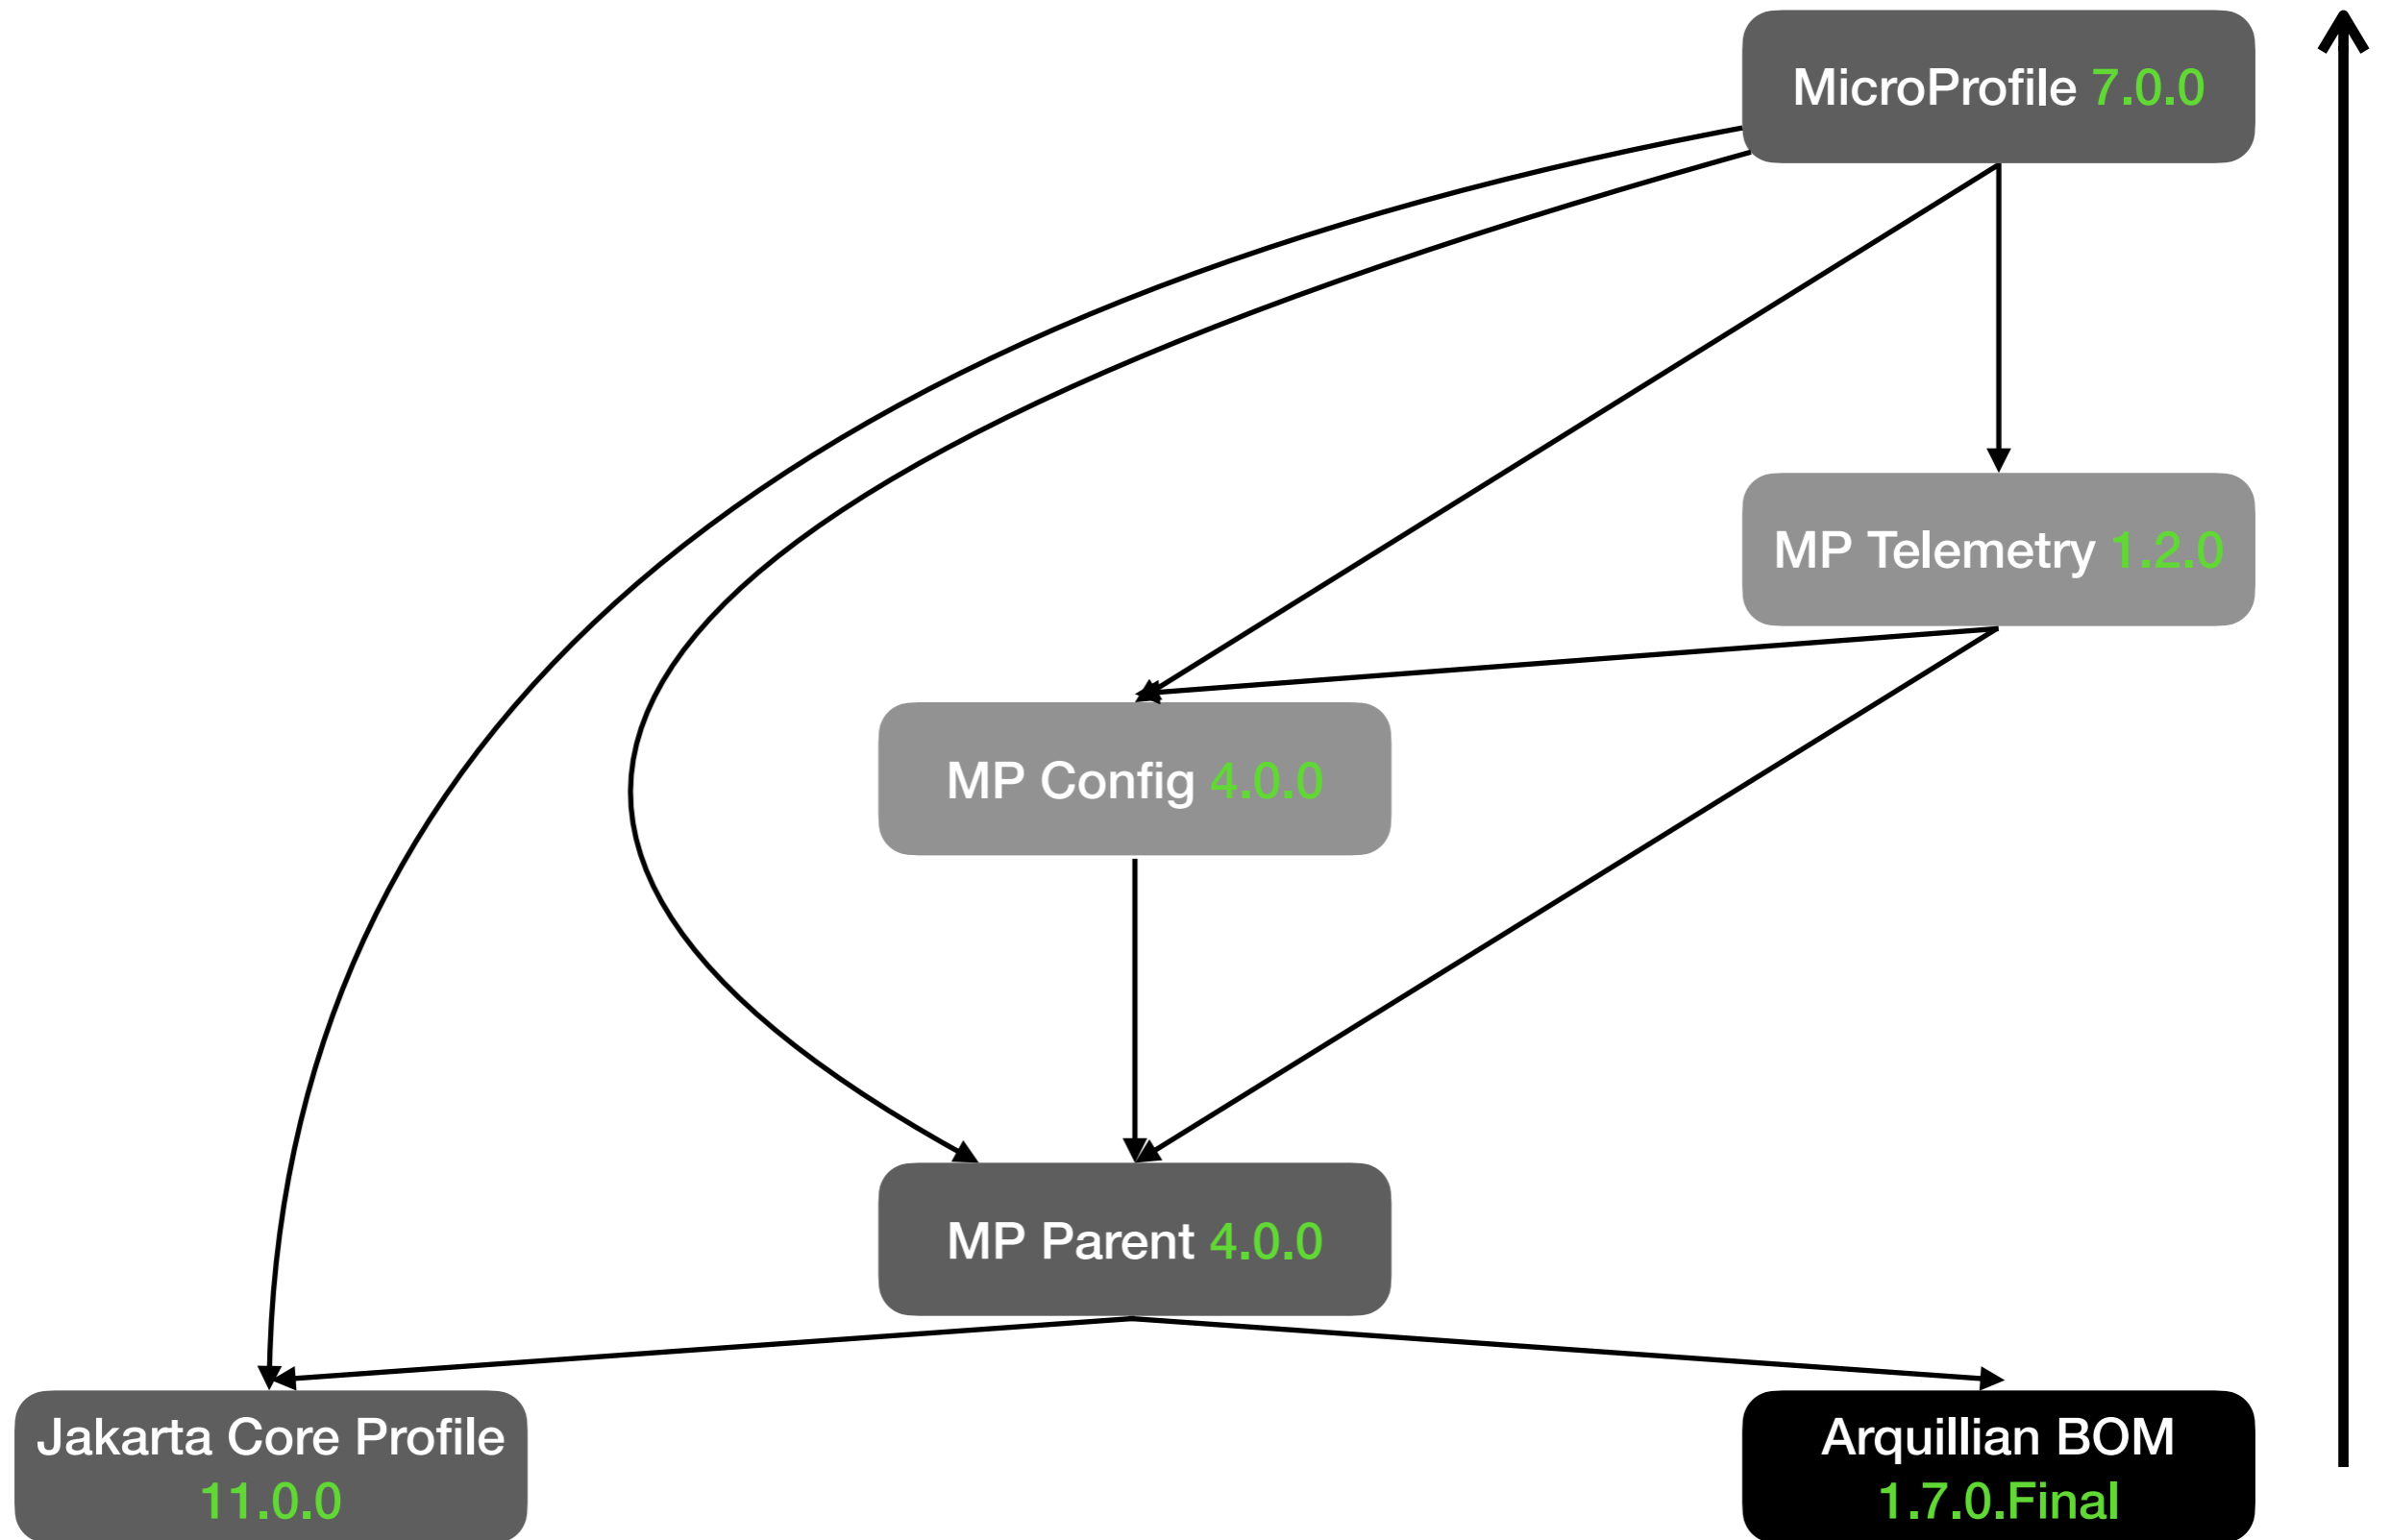 MicroProfile 7.0.0
MP Telemetry 1.2.0
MP Config 4.0.0
MP Parent 4.0.0
Jakarta Core Profile
11.0.0
Arquillian BOM
1.7.0.Final